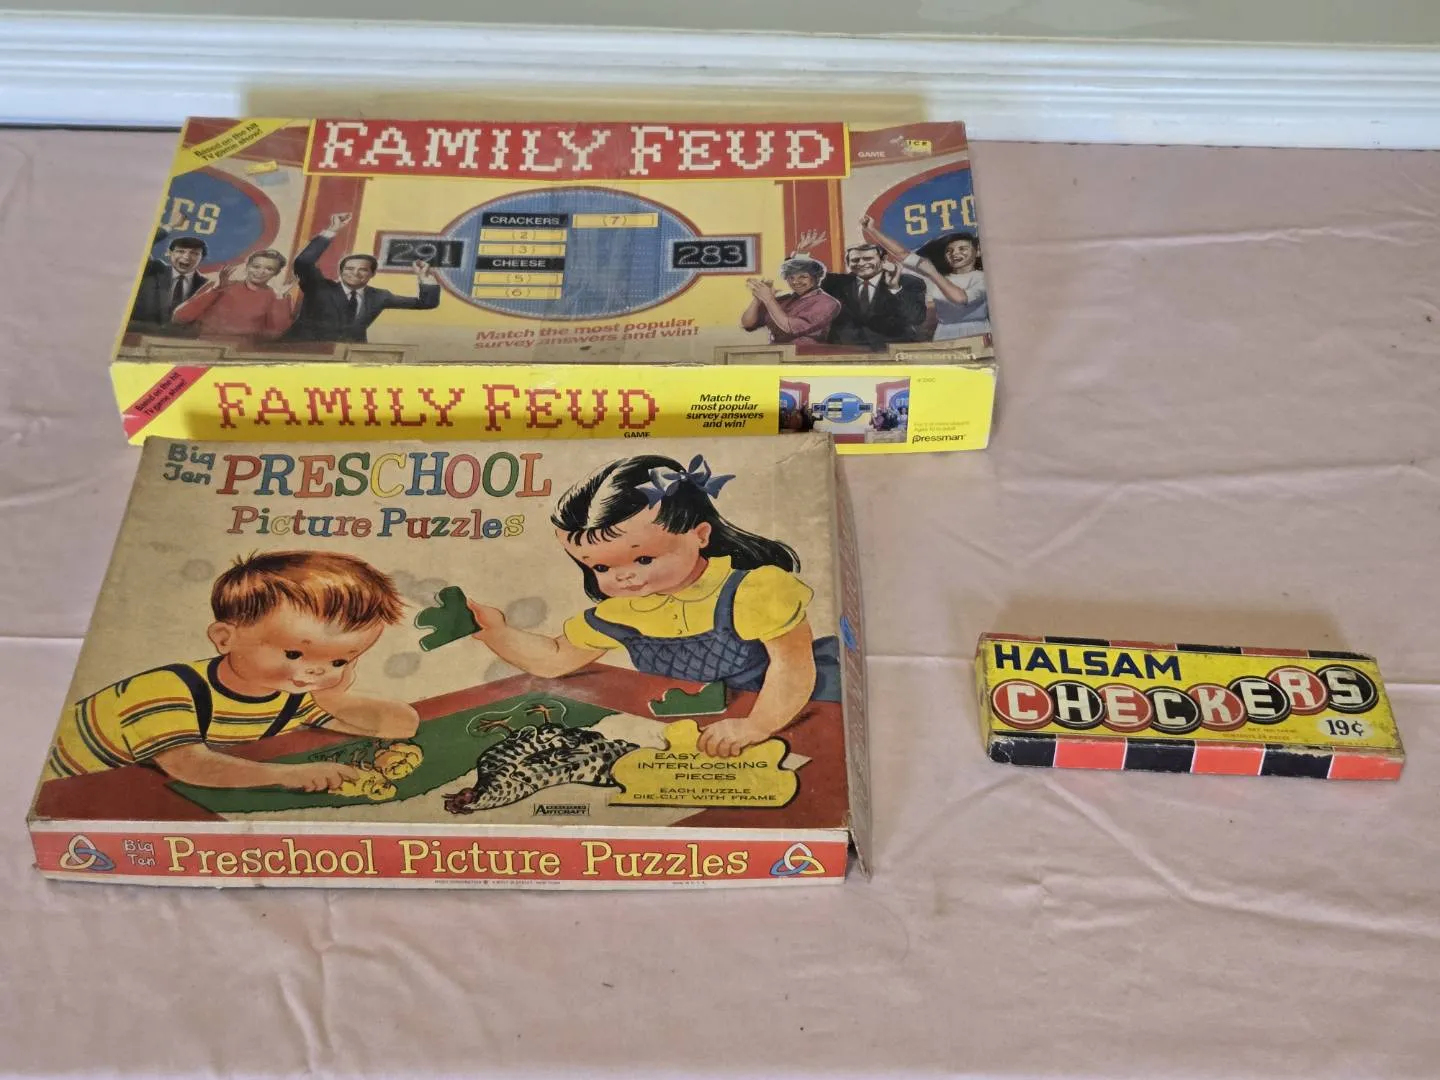 Based on the hit
TV game show!
FAMILY FEUD
GAME
ICE
ES
STO
291
CRACKERS
(7)
(2)
(3)
CHEESE
(5)
(6)
283
Match the most popular
survey answers and win!
Pressman
Based on the hit
TV game show!
FAMILY FEUD
GAME
Match the
most popular
survey answers
and win!
Pressman
Big
Ten
PRESCHOOL
Picture Puzzles
EASY
INTERLOCKING
PIECES
EACH PUZZLE
DIE-CUT WITH FRAME
ARTCRAFT
Big
Ten
Preschool Picture Puzzles
HALSAM
CHECKERS
19¢